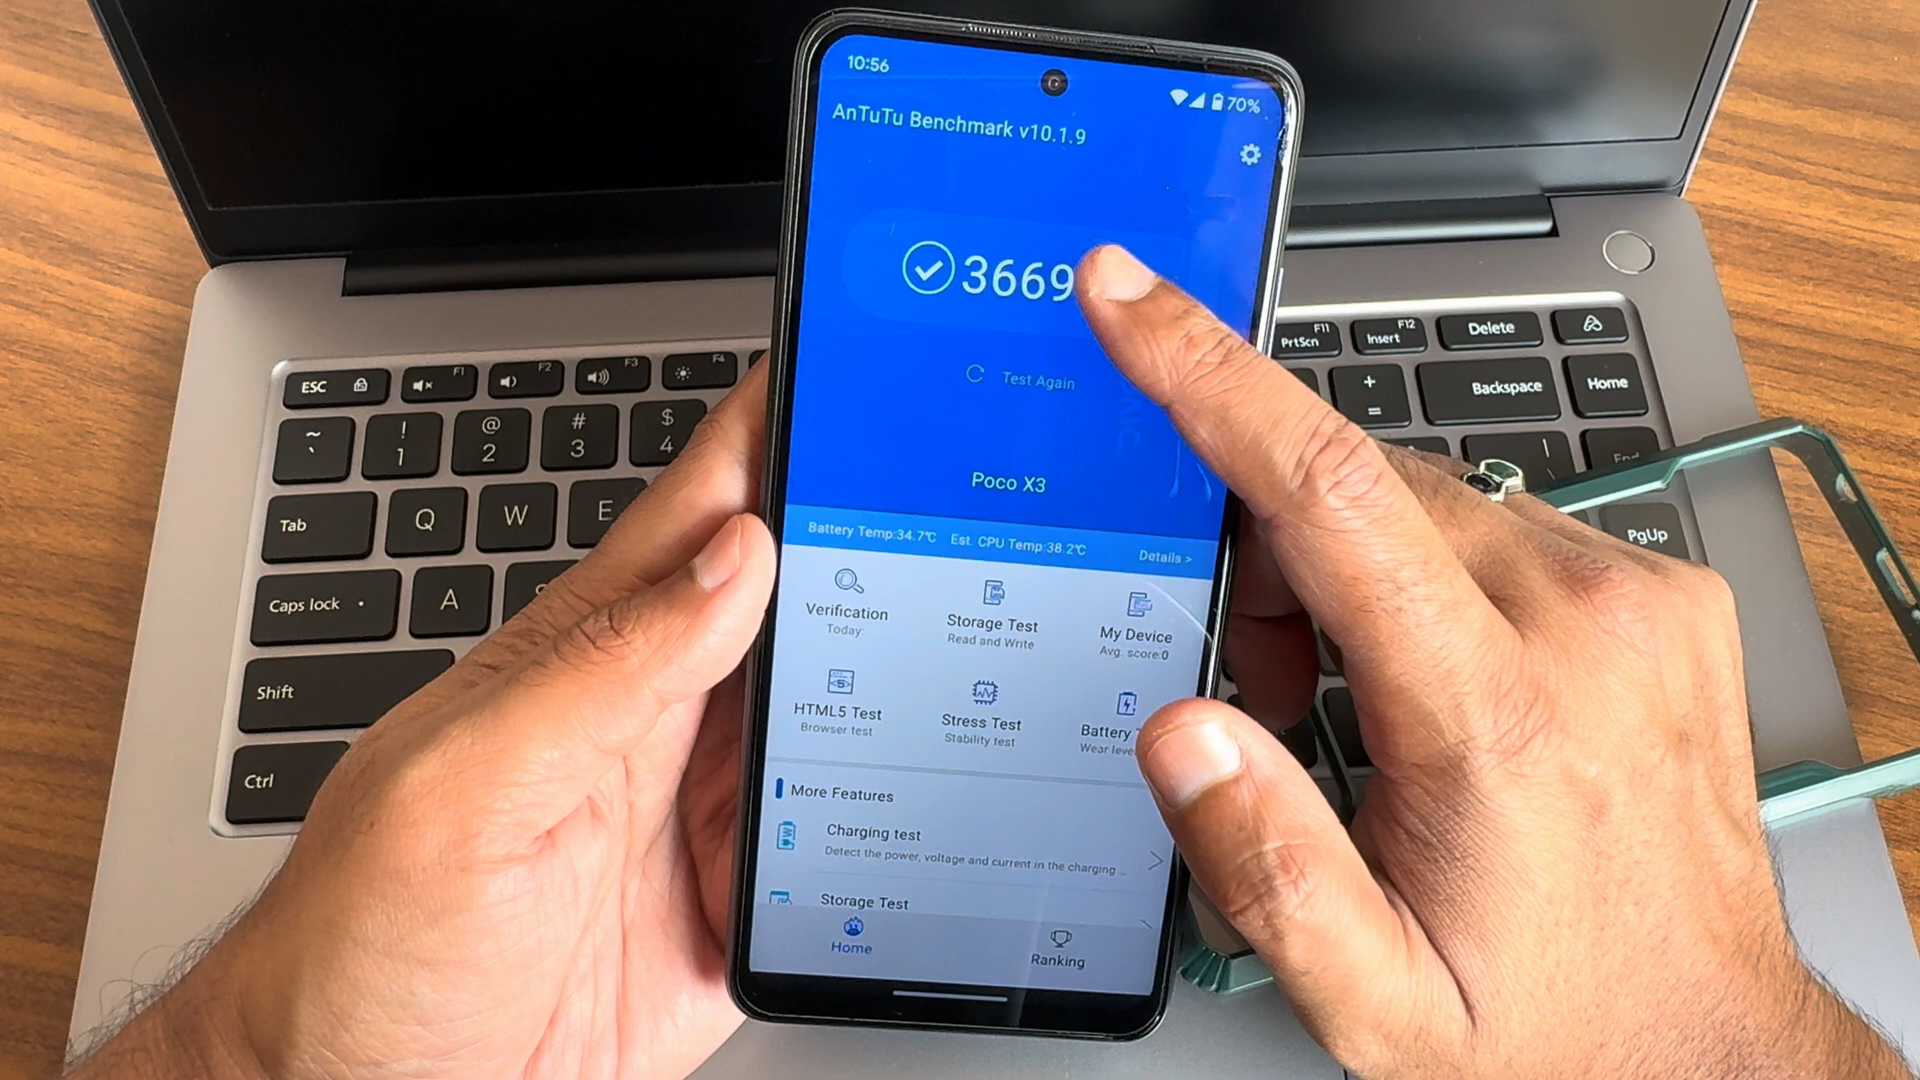 10:56
70%
AnTuTu Benchmark v10.1.9
3669
Test Again
Poco X3
Battery Temp:34.7℃ Est. CPU Temp:38.2℃ Details >
Verification
Today
Storage Test
Read and Write
My Device
Avg. score:0
HTML5 Test
Browser test
Stress Test
Stability test
Battery
Wear
More Features
Charging test
Detect the power, voltage and current in the charging ...
Storage Test
Home
Ranking
ESC
F1
F2
F3
F4
F11
PrtScn
F12
Insert
Delete
~
`
!
1
@
2
#
3
$
4
+
=
Backspace
Home
Tab
Q
W
E
End
PgUp
Caps lock
A
Shift
Ctrl